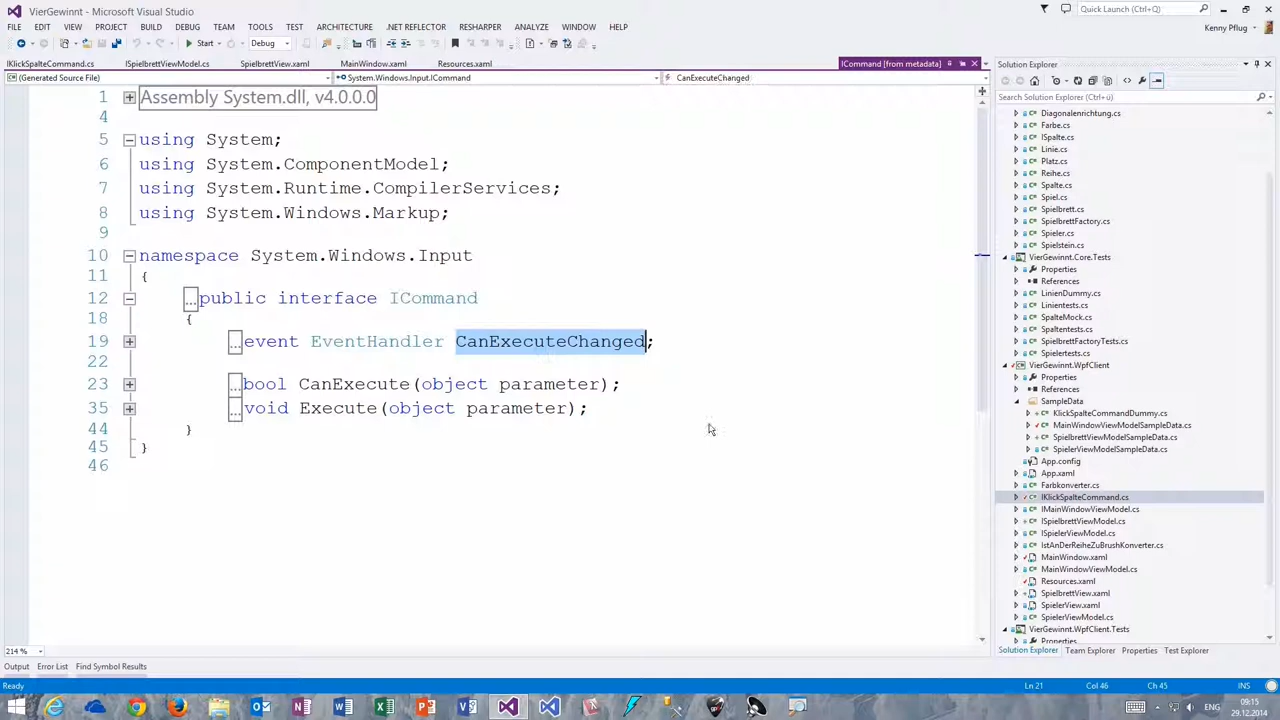 VierGewinnt - Microsoft Visual Studio
Quick Launch (Ctrl+Q)
FILE EDIT VIEW PROJECT BUILD DEBUG TEAM TOOLS TEST ARCHITECTURE .NET REFLECTOR RESHARPER ANALYZE WINDOW HELP
Kenny Pflug
Start
Debug
IKlickSpalteCommand.cs ISpielbrettViewModel.cs SpielbrettView.xaml MainWindow.xaml Resources.xaml ICommand [from metadata]
Solution Explorer
(Generated Source File) System.Windows.Input.ICommand CanExecuteChanged
Search Solution Explorer (Ctrl+ü)
1 Assembly System.dll, v4.0.0.0
4
5 using System;
6 using System.ComponentModel;
7 using System.Runtime.CompilerServices;
8 using System.Windows.Markup;
9
10 namespace System.Windows.Input
11 {
12 ...public interface ICommand
18 {
19 ...event EventHandler CanExecuteChanged;
22
23 ...bool CanExecute(object parameter);
35 ...void Execute(object parameter);
44 }
45 }
46
Diagonalenrichtung.cs
Farbe.cs
ISpalte.cs
Linie.cs
Platz.cs
Reihe.cs
Spalte.cs
Spiel.cs
Spielbrett.cs
SpielbrettFactory.cs
Spieler.cs
Spielstein.cs
VierGewinnt.Core.Tests
Properties
References
LinienDummy.cs
Linientests.cs
SpalteMock.cs
Spaltentests.cs
SpielbrettFactoryTests.cs
Spielertests.cs
VierGewinnt.WpfClient
Properties
References
SampleData
KlickSpalteCommandDummy.cs
MainWindowViewModelSampleData.cs
SpielbrettViewModelSampleData.cs
SpielerViewModelSampleData.cs
App.config
App.xaml
Farbkonverter.cs
IKlickSpalteCommand.cs
IMainWindowViewModel.cs
ISpielbrettViewModel.cs
ISpielerViewModel.cs
IstAnDerReiheZuBrushKonverter.cs
MainWindow.xaml
MainWindowViewModel.cs
Resources.xaml
SpielbrettView.xaml
SpielerView.xaml
SpielerViewModel.cs
VierGewinnt.WpfClient.Tests
Properties
214 %
Solution Explorer Team Explorer Properties Test Explorer
Output Error List Find Symbol Results
Ready Ln 21 Col 46 Ch 45 INS
ENG
09:15
29.12.2014